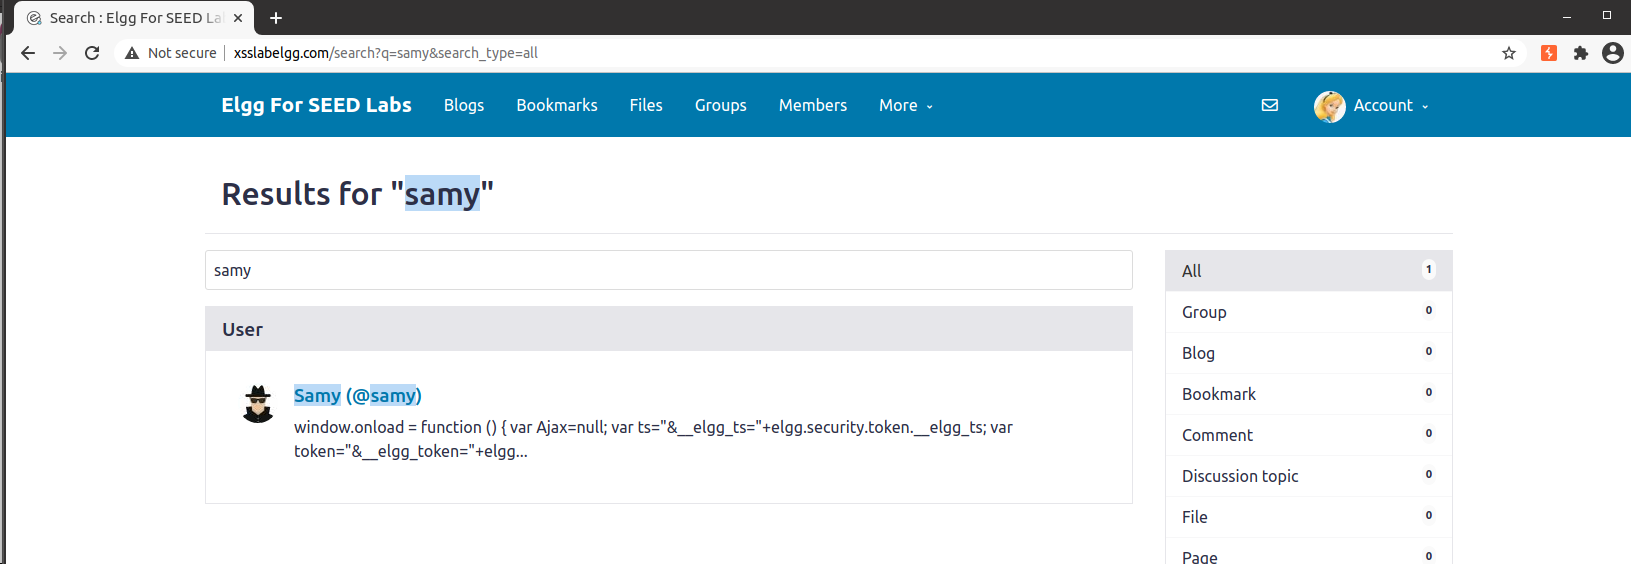 Search : Elgg For SEED La
Not secure xsslabelgg.com/search?q=samy&search_type=all
Elgg For SEED Labs Blogs Bookmarks Files Groups Members More Account
Results for "samy"
samy
User
Samy (@samy)
window.onload = function () { var Ajax=null; var ts="&__elgg_ts="+elgg.security.token.__elgg_ts; var
token="&__elgg_token="+elgg...
All 1
Group 0
Blog 0
Bookmark 0
Comment 0
Discussion topic 0
File 0
Page 0